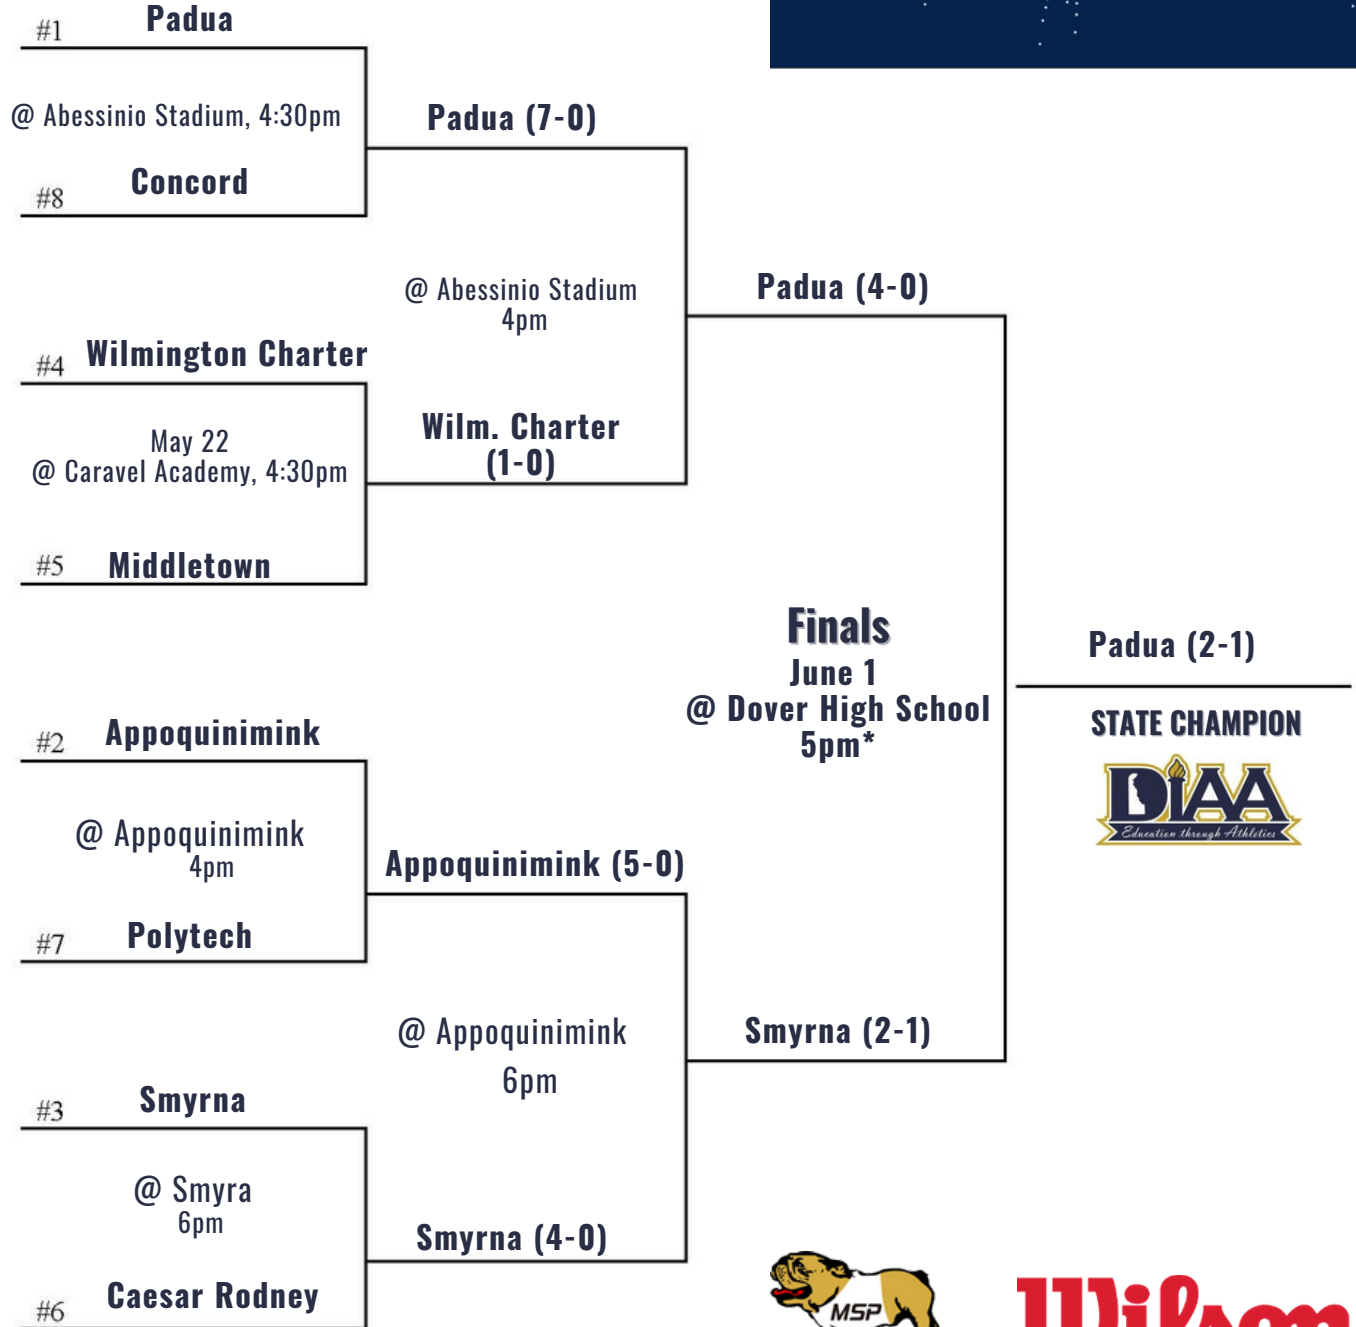 #1 Padua
@ Abessinio Stadium, 4:30pm
#8 Concord
Padua (7-0)
@ Abessinio Stadium
4pm
#4 Wilmington Charter
May 22
@ Caravel Academy, 4:30pm
#5 Middletown
Wilm. Charter
(1-0)
Padua (4-0)
Finals
June 1
@ Dover High School
5pm*
Padua (2-1)
STATE CHAMPION
DIAA
Education through Athletics
#2 Appoquinimink
@ Appoquinimink
4pm
#7 Polytech
Appoquinimink (5-0)
@ Appoquinimink
6pm
Smyrna (2-1)
#3 Smyrna
@ Smyra
6pm
#6 Caesar Rodney
Smyrna (4-0)
MSP
Wilson